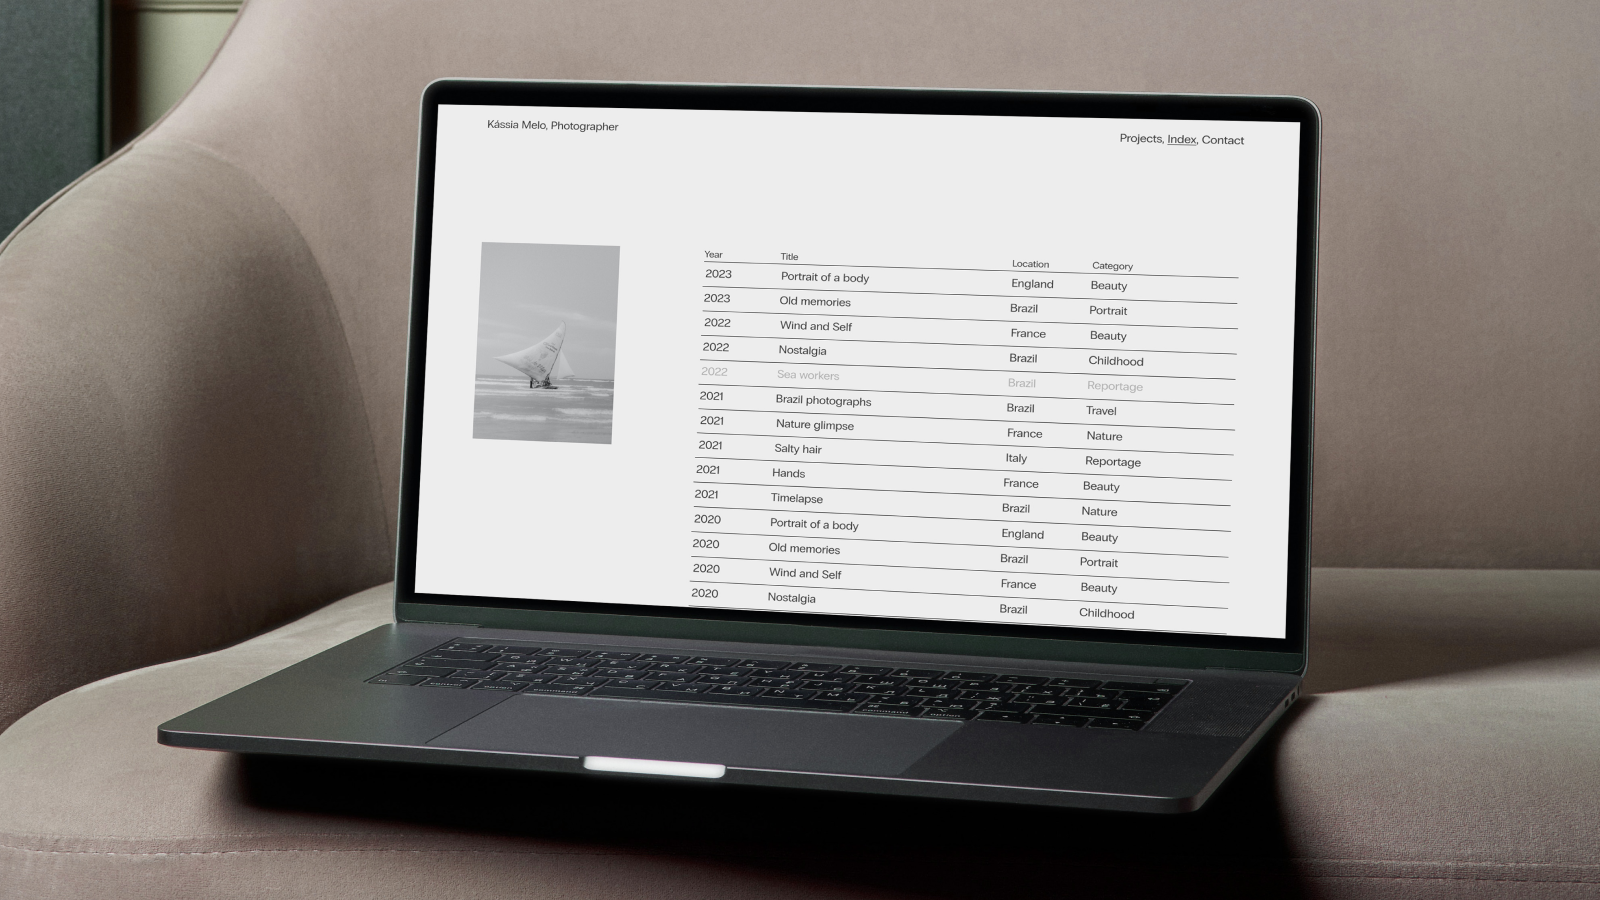 Kássia Melo, Photographer
Projects, Index, Contact
Year Title Location Category
2023 Portrait of a body England Beauty
2023 Old memories Brazil Portrait
2022 Wind and Self France Beauty
2022 Nostalgia Brazil Childhood
2022 Sea workers Brazil Reportage
2021 Brazil photographs Brazil Travel
2021 Nature glimpse France Nature
2021 Salty hair Italy Reportage
2021 Hands France Beauty
2021 Timelapse Brazil Nature
2020 Portrait of a body England Beauty
2020 Old memories Brazil Portrait
2020 Wind and Self France Beauty
2020 Nostalgia Brazil Childhood
option command command option